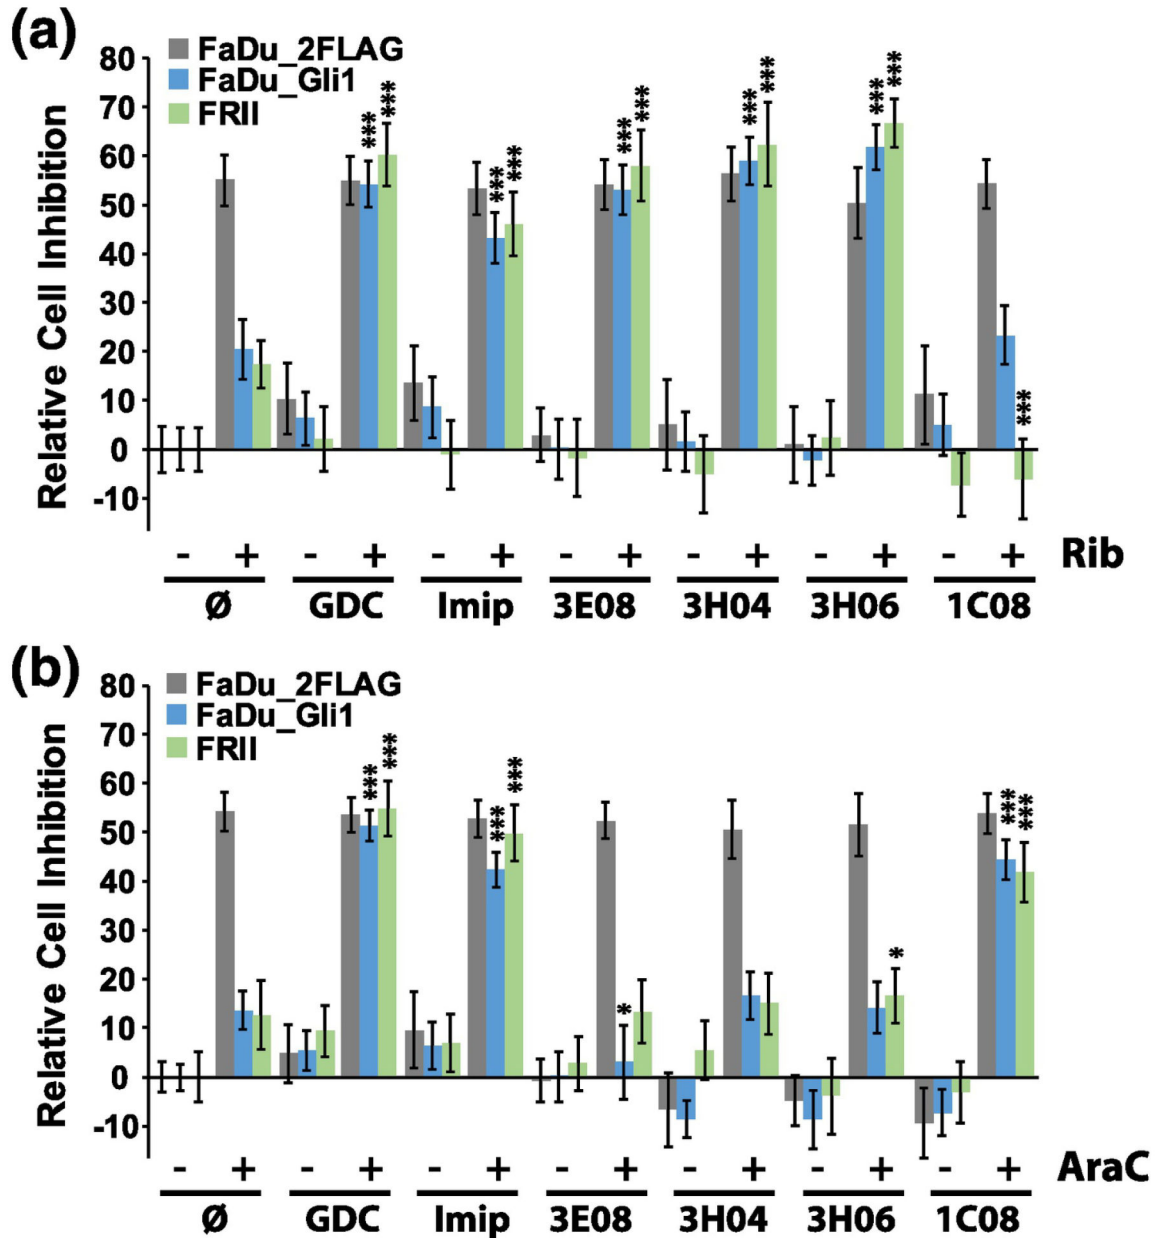 (a)
FaDu_2FLAG
FaDu_Gli1
FRII
Relative Cell Inhibition
80
70
60
50
40
30
20
10
0
-10
*** *** *** *** *** *** *** *** *** *** ***
- + - + - + - + - + - + - + Rib
Ø GDC Imip 3E08 3H04 3H06 1C08
(b)
FaDu_2FLAG
FaDu_Gli1
FRII
Relative Cell Inhibition
80
70
60
50
40
30
20
10
0
-10
*** *** *** *** * * *** ***
- + - + - + - + - + - + - + AraC
Ø GDC Imip 3E08 3H04 3H06 1C08